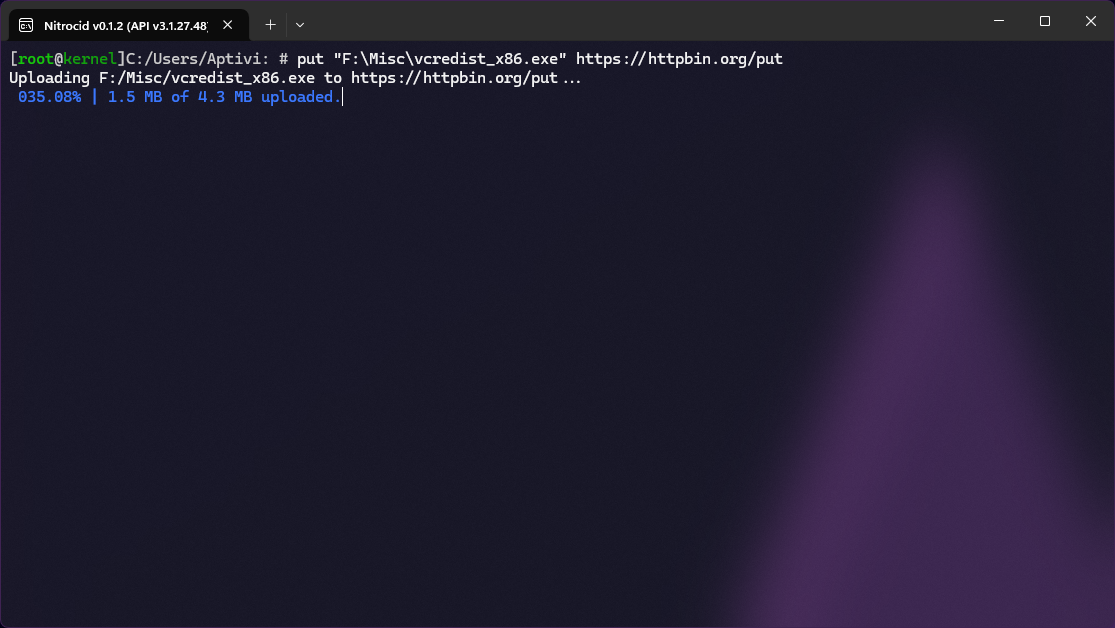 Nitrocid v0.1.2 (API v3.1.27.48)
[root@kernel]C:/Users/Aptivi: # put "F:\Misc\vcredist_x86.exe" https://httpbin.org/put
Uploading F:/Misc/vcredist_x86.exe to https://httpbin.org/put...
035.08% | 1.5 MB of 4.3 MB uploaded.